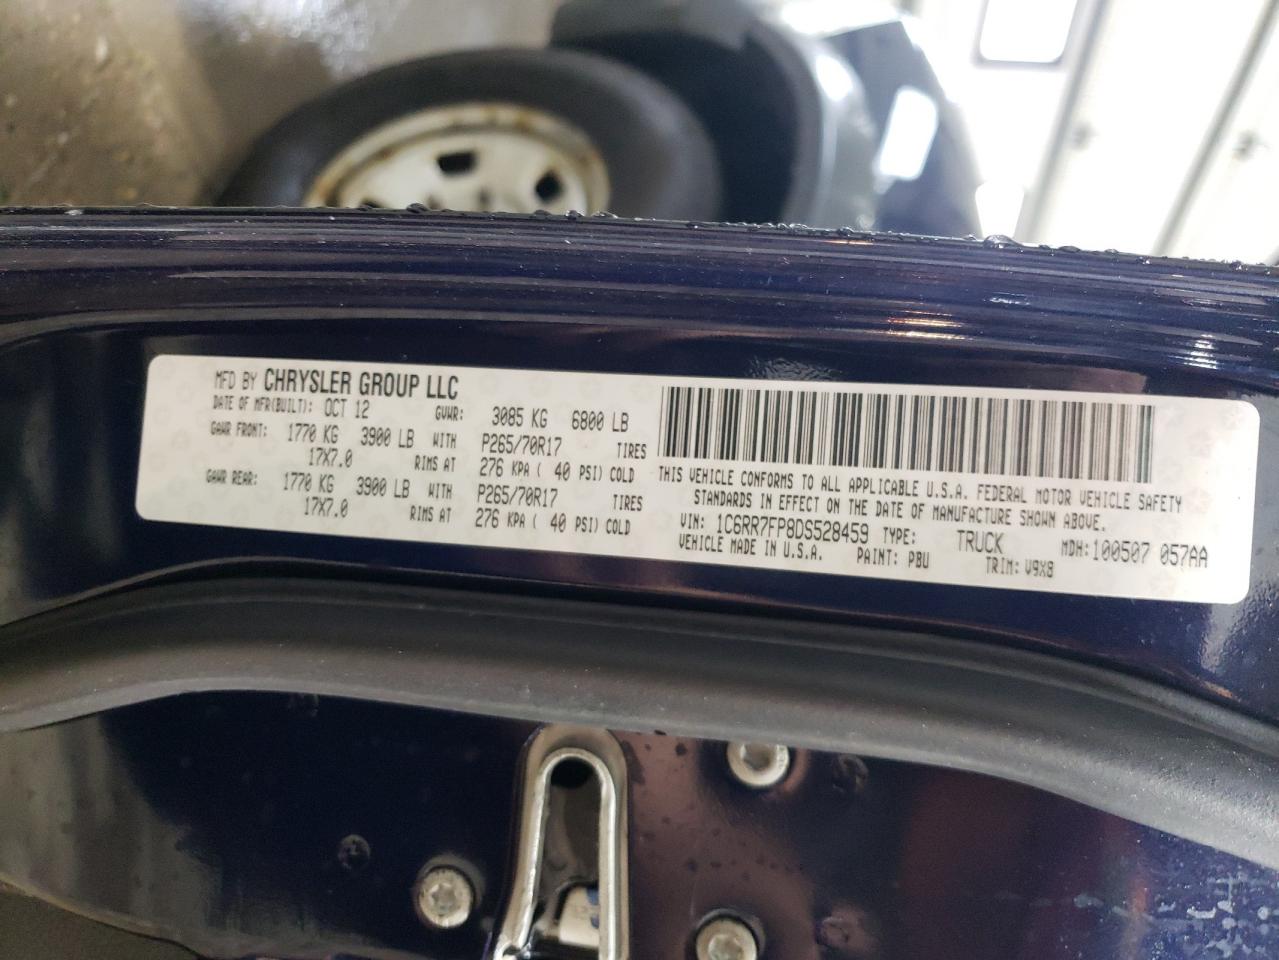 MFD BY CHRYSLER GROUP LLC
DATE OF MFR(BUILT): OCT 12 GVWR: 3085 KG 6800 LB
GAWR FRONT: 1770 KG 3900 LB WITH P265/70R17 TIRES
17X7.0 RIMS AT 276 KPA ( 40 PSI) COLD
GAWR REAR: 1770 KG 3900 LB WITH P265/70R17 TIRES
17X7.0 RIMS AT 276 KPA ( 40 PSI) COLD
THIS VEHICLE CONFORMS TO ALL APPLICABLE U.S.A. FEDERAL MOTOR VEHICLE SAFETY
STANDARDS IN EFFECT ON THE DATE OF MANUFACTURE SHOWN ABOVE.
VIN: 1C6RR7FP8DS528459 TYPE: TRUCK MDH: 100507 057AA
VEHICLE MADE IN U.S.A. PAINT: PBU TRIM: V9X8